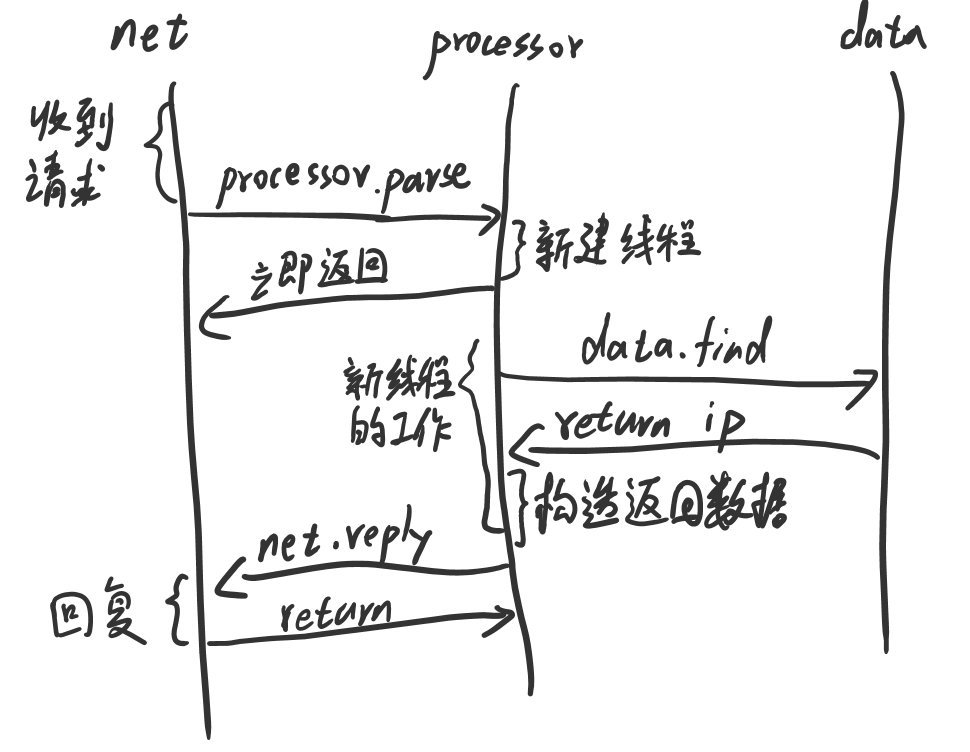 net
processor
data
收到
请求
processor.parse
新建线程
立即返回
data.find
新线程
的工作
return ip
构造返回数据
net.reply
回复
return